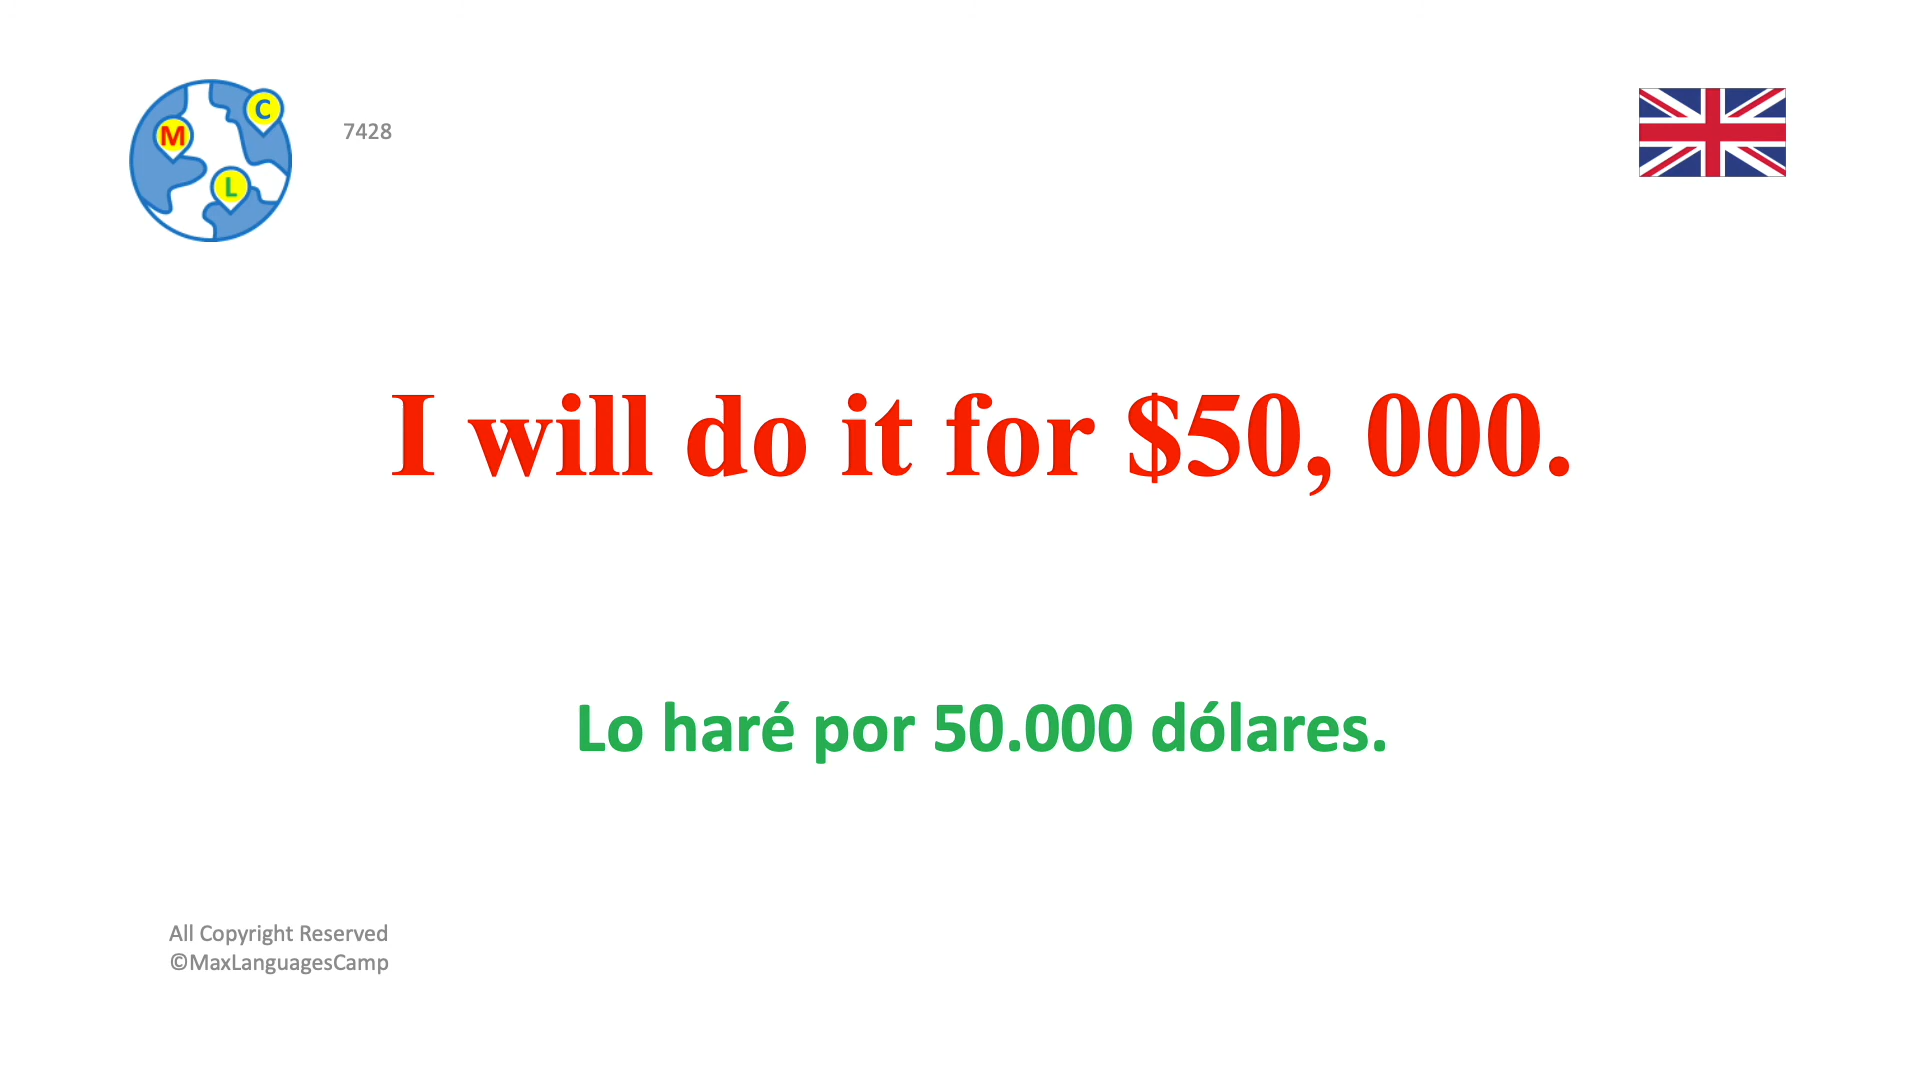 C
M
L
7428
I will do it for $50, 000.
Lo haré por 50.000 dólares.
All Copyright Reserved
©MaxLanguagesCamp